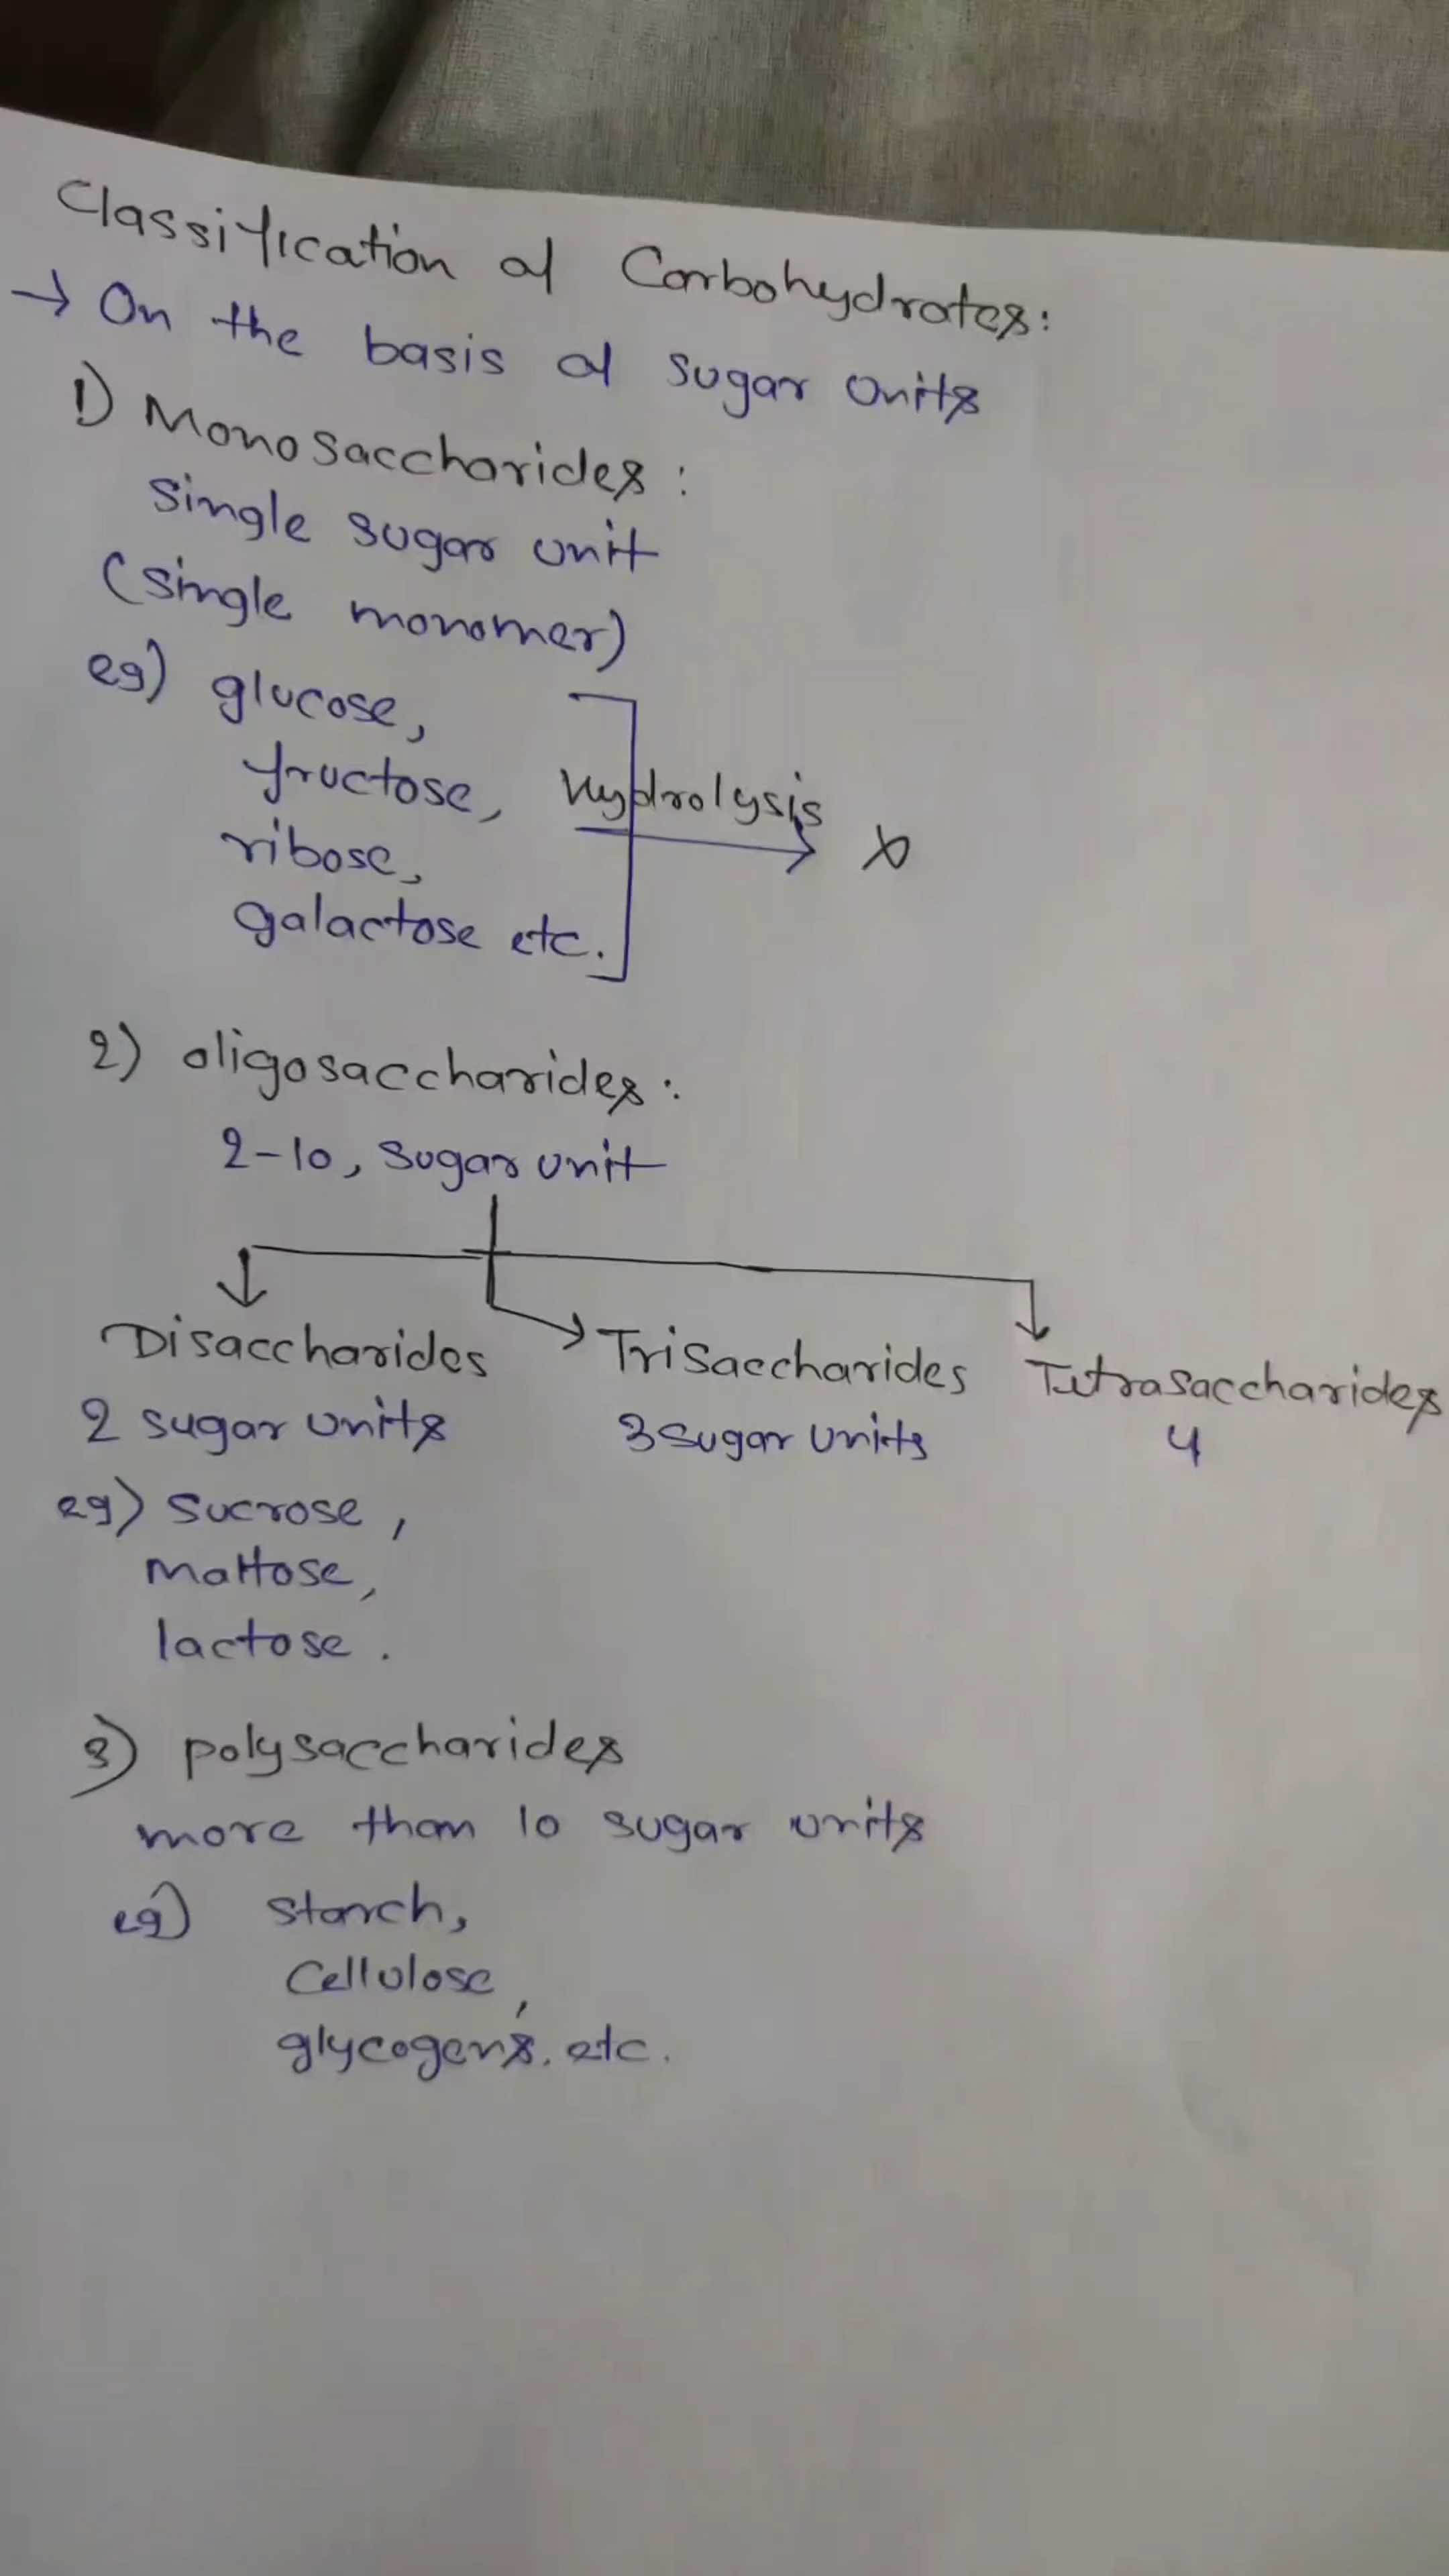 Classification of Carbohydrates:
→ On the basis of sugar units
1) Monosaccharides:
single sugar unit
(single monomer)
eg) glucose,
fructose, Hydrolysis
ribose,
galactose etc.
2) oligosaccharides:
2-10, sugar unit
Disaccharides Trisaccharides Tetrasaccharides
2 sugar units 3 sugar units 4
eg) sucrose,
maltose,
lactose.
3) polysaccharides
more than 10 sugar units
eg) starch,
Cellulose,
glycogens. etc.